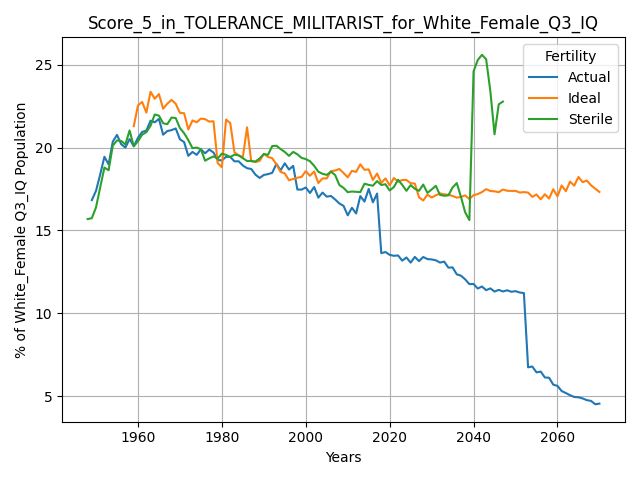 Score_5_in_TOLERANCE_MILITARIST_for_White_Female_Q3_IQ
Fertility
Actual
Ideal
Sterile
% of White_Female Q3_IQ Population
25
20
15
10
5
1960 1980 2000 2020 2040 2060
Years